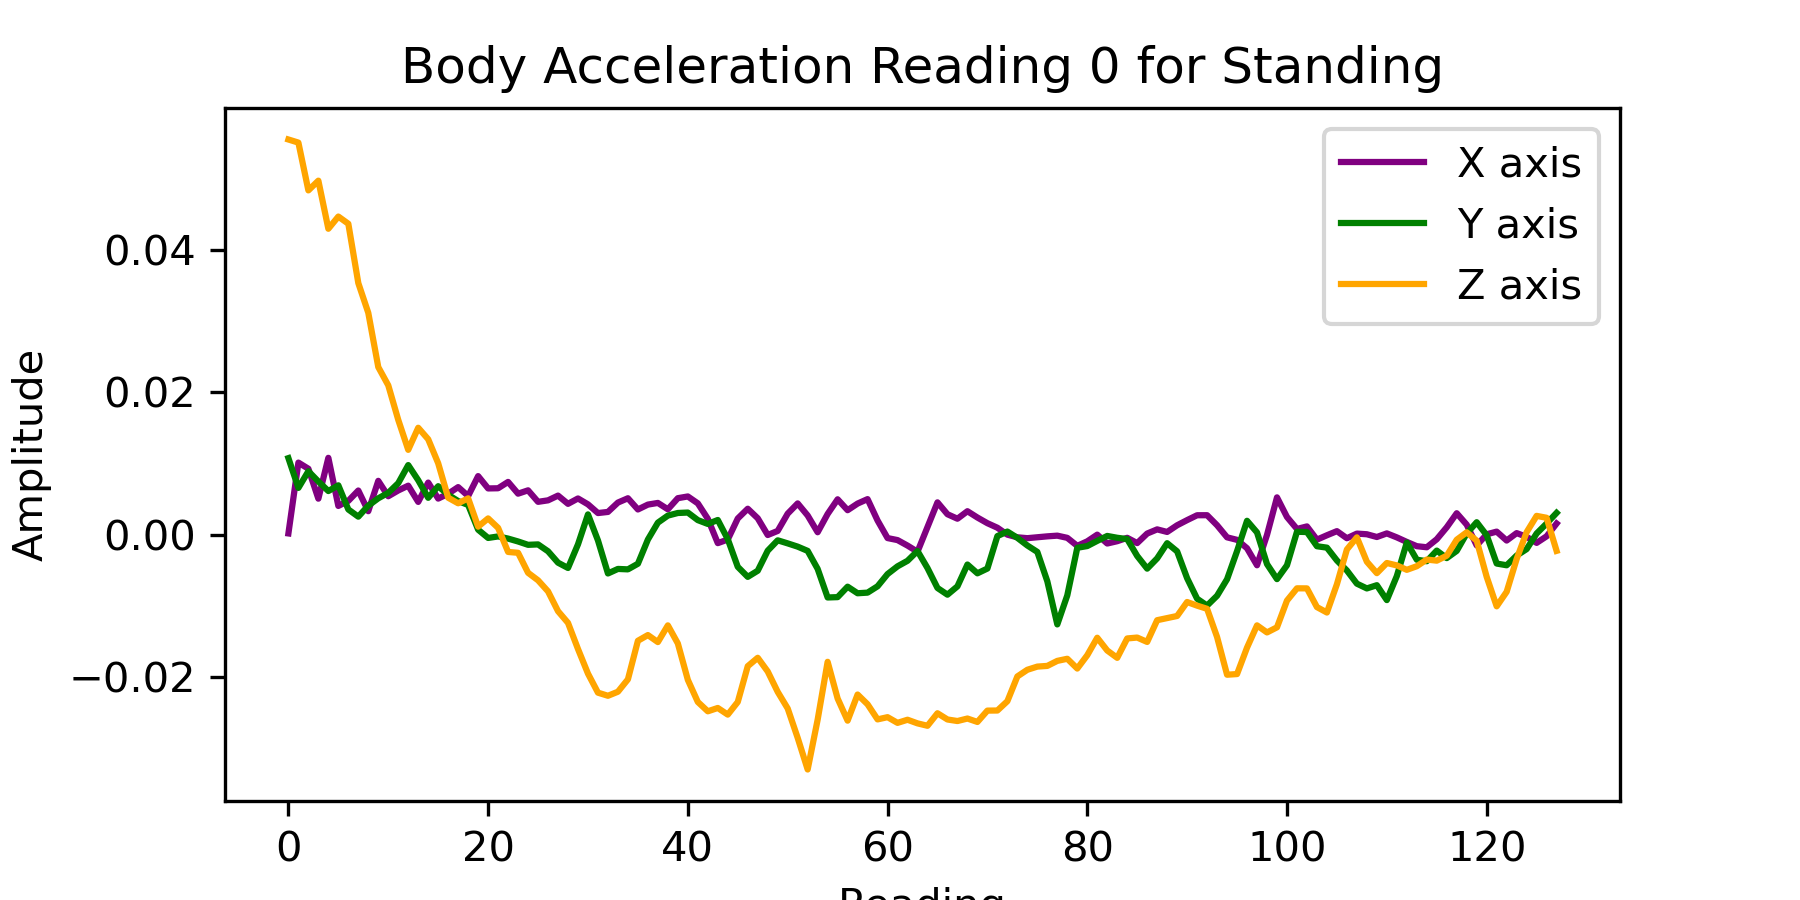 Body Acceleration Reading 0 for Standing
X axis
Y axis
Z axis
Amplitude
0.04
0.02
0.00
−0.02
0 20 40 60 80 100 120
Reading